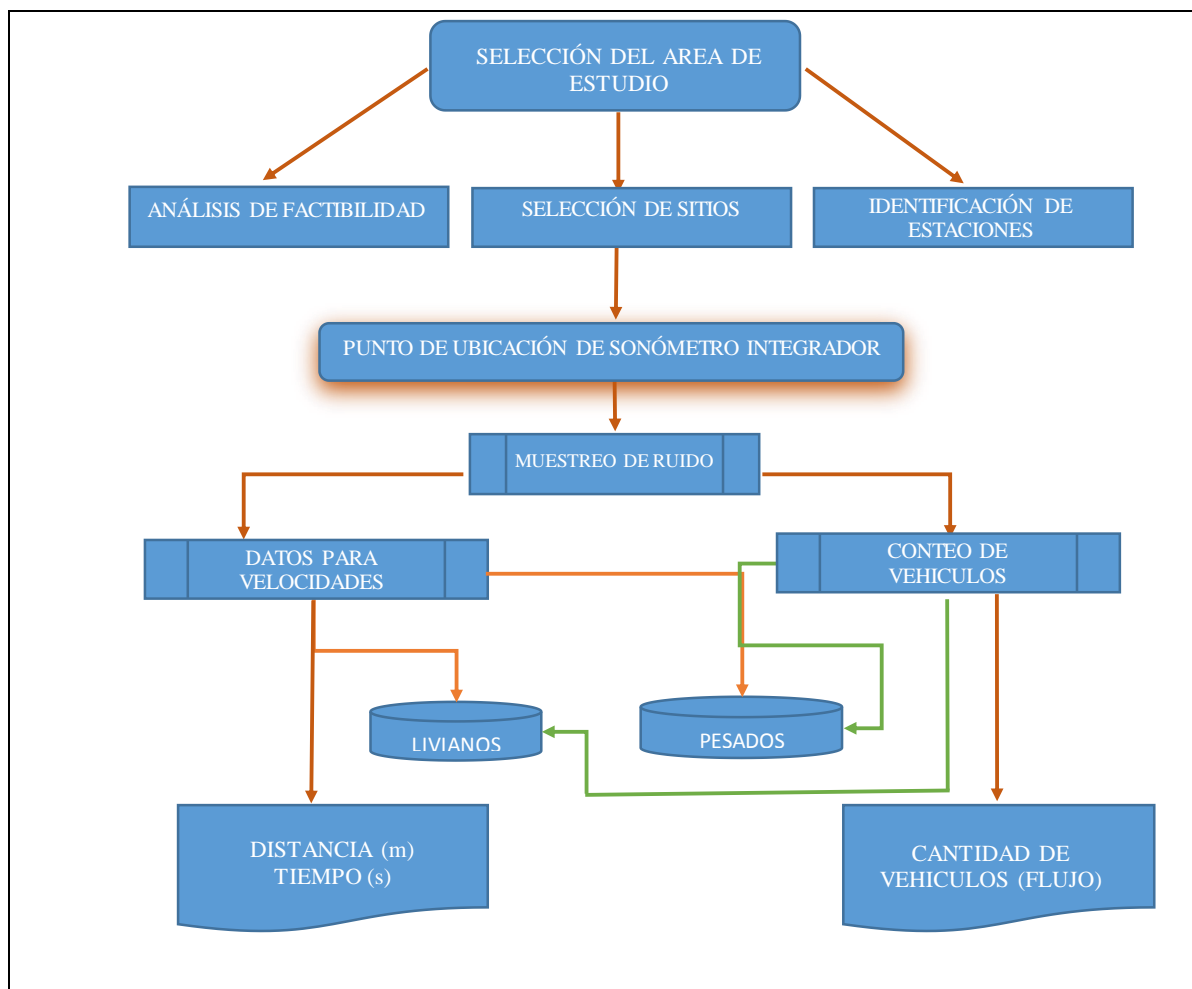 SELECCIÓN DEL AREA DE
ESTUDIO
ANÁLISIS DE FACTIBILIDAD
SELECCIÓN DE SITIOS
IDENTIFICACIÓN DE
ESTACIONES
PUNTO DE UBICACIÓN DE SONÓMETRO INTEGRADOR
MUESTREO DE RUIDO
DATOS PARA
VELOCIDADES
CONTEO DE
VEHICULOS
LIVIANOS
PESADOS
DISTANCIA (m)
TIEMPO (s)
CANTIDAD DE
VEHICULOS (FLUJO)